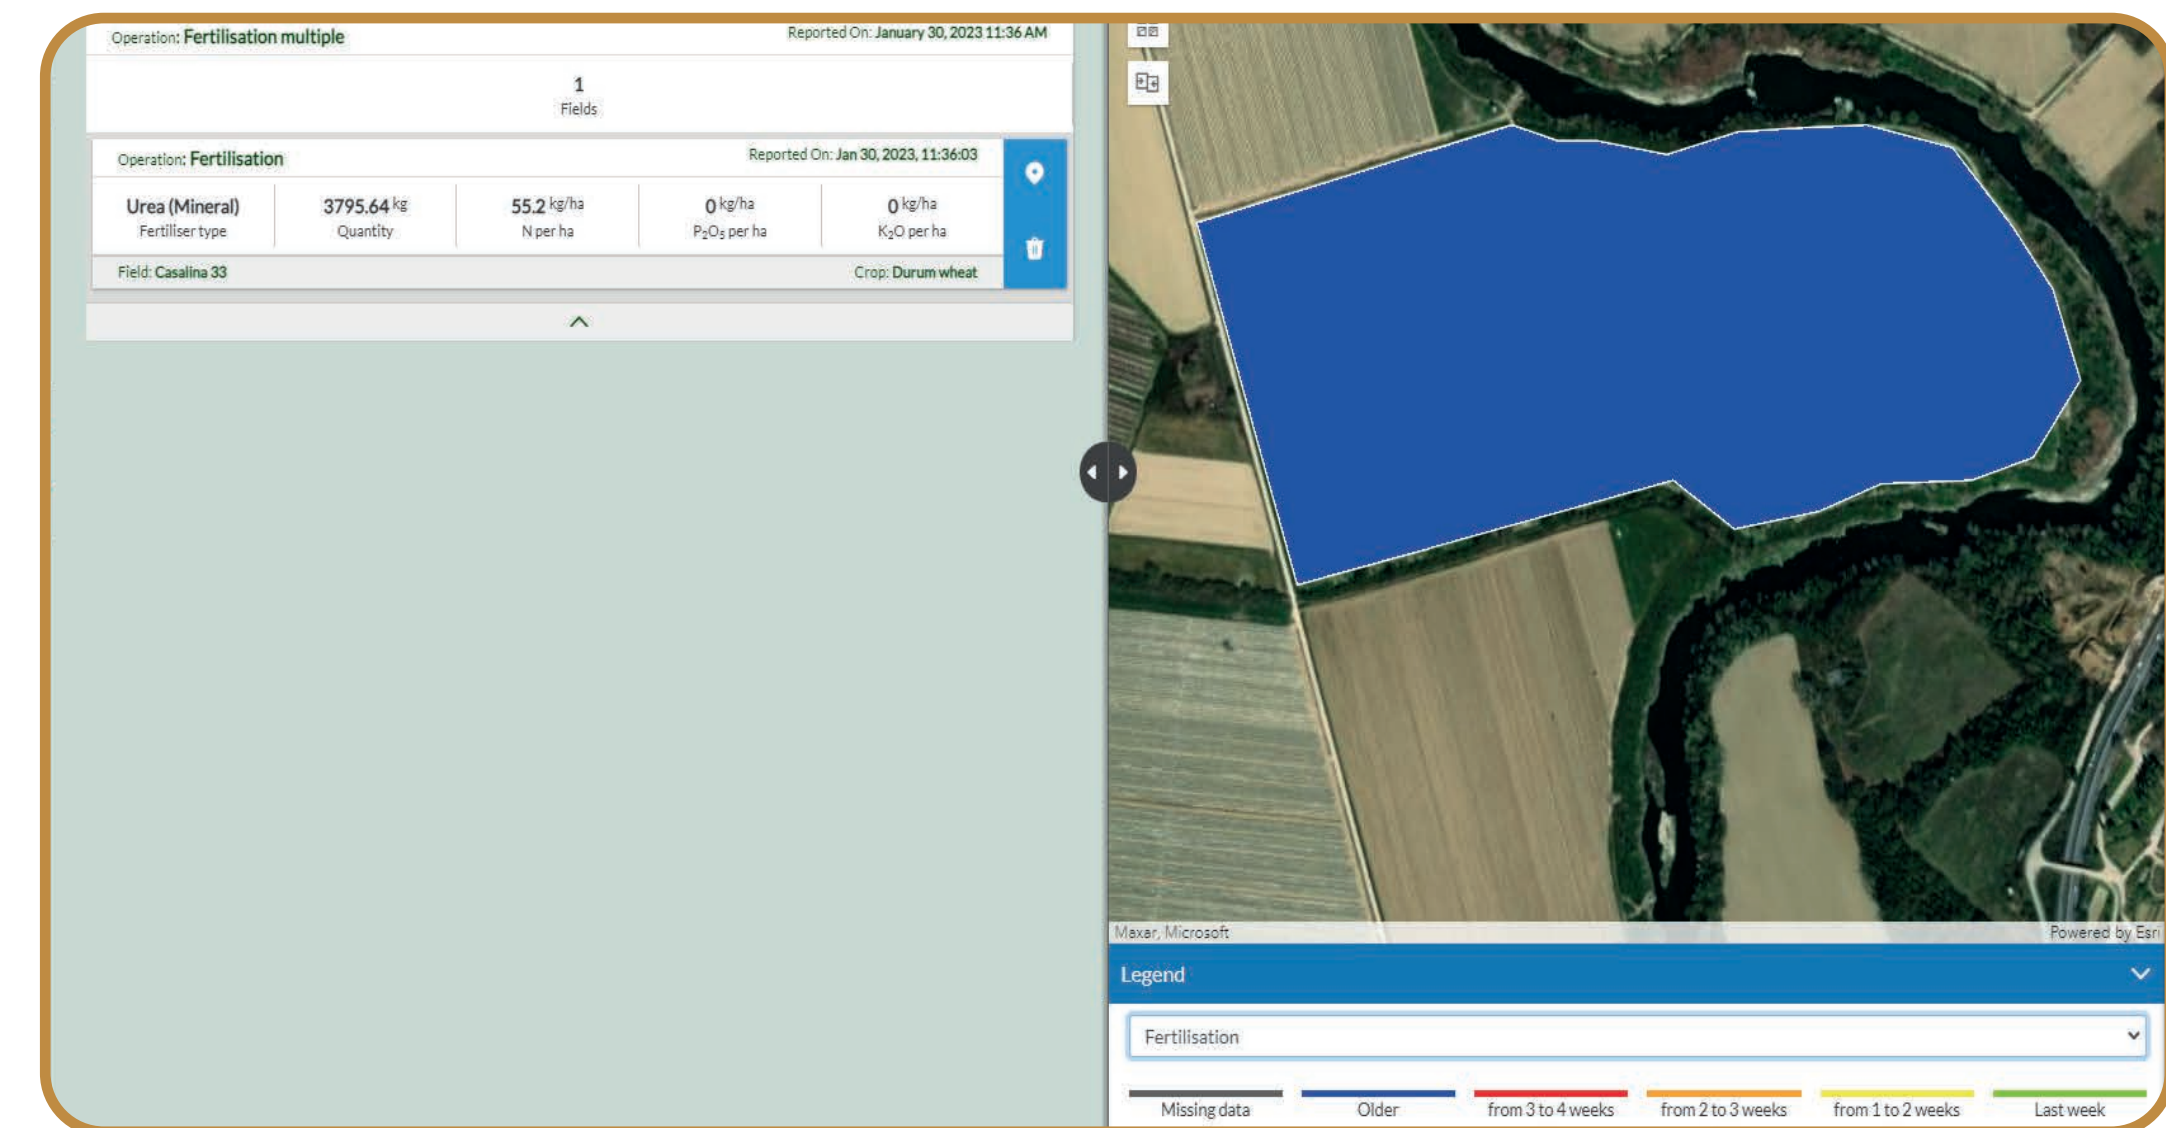 Operation: Fertilisation multiple
Reported On: January 30, 2023 11:36 AM
1
Fields
Operation: Fertilisation
Reported On: Jan 30, 2023, 11:36:03
Urea (Mineral)
Fertiliser type
3795.64 kg
Quantity
55.2 kg/ha
N per ha
0 kg/ha
P₂O₅ per ha
0 kg/ha
K₂O per ha
Field: Casalina 33
Crop: Durum wheat
Maxar, Microsoft
Powered by Esri
Legend
Fertilisation
Missing data
Older
from 3 to 4 weeks
from 2 to 3 weeks
from 1 to 2 weeks
Last week